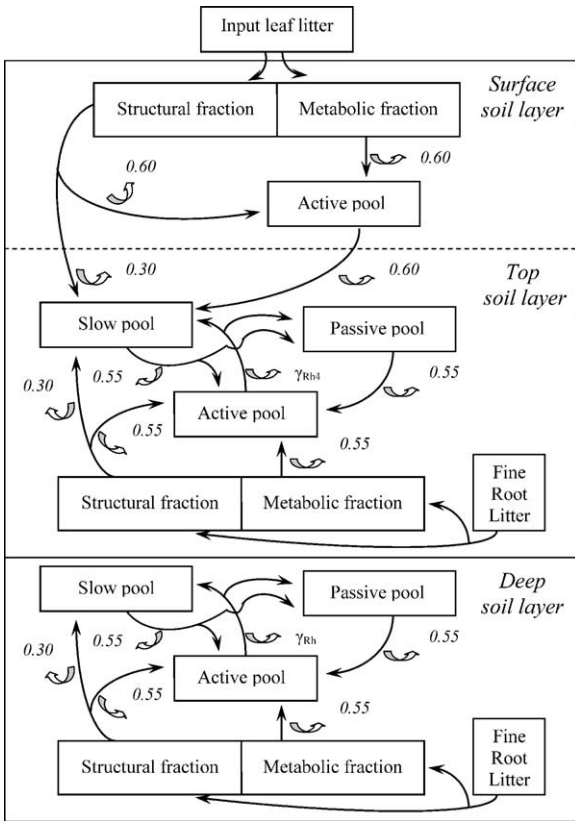 Input leaf litter
Surface
soil layer
Structural fraction
Metabolic fraction
0.60
0.60
Active pool
0.30
0.60
Top
soil layer
Slow pool
Passive pool
0.30
0.55
γRh4
0.55
Active pool
0.55
0.55
Structural fraction
Metabolic fraction
Fine
Root
Litter
Deep
soil layer
Slow pool
Passive pool
0.30
0.55
γRh
0.55
Active pool
0.55
0.55
Structural fraction
Metabolic fraction
Fine
Root
Litter